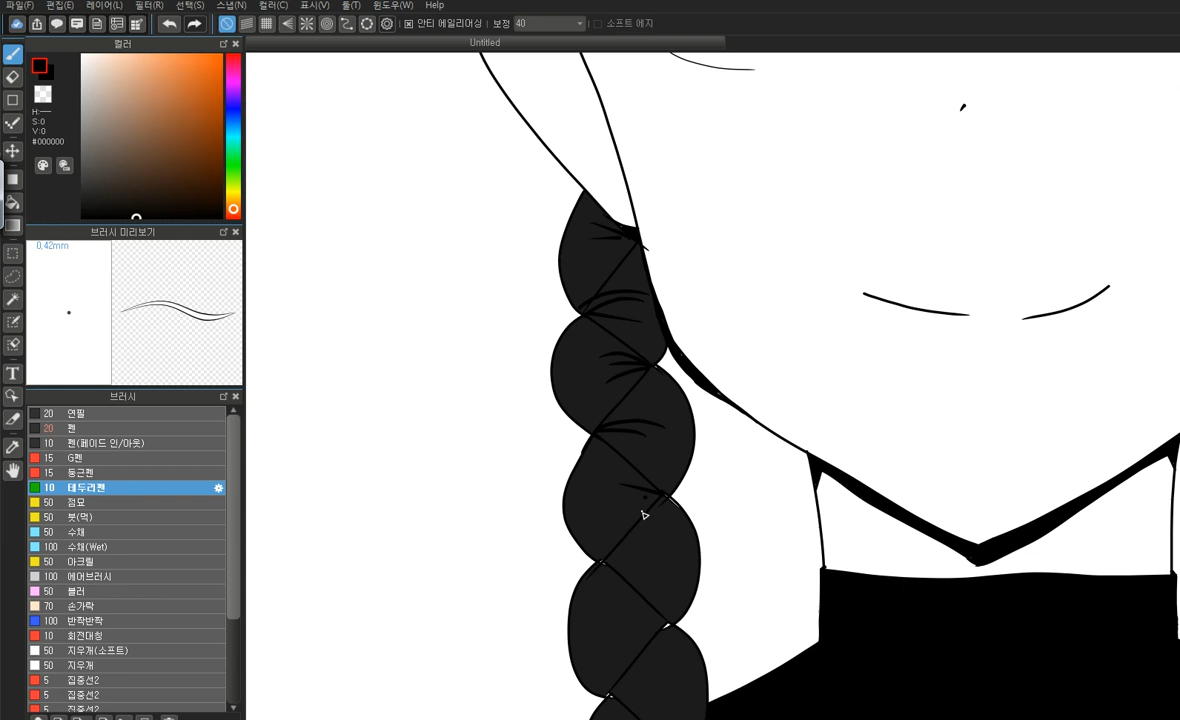 파일(F) 편집(E) 레이어(L) 필터(R) 선택(S) 스냅(N) 컬러(C) 표시(V) 툴(T) 윈도우(W) Help
안티 에일리어싱 보정 40 소프트 에지
컬러
Untitled
H:---
S:0
V:0
#000000
브러시 미리보기
0.42mm
브러시
20 연필
20 펜
10 펜(페이드 인/아웃)
15 G펜
15 둥근펜
10 테두리펜
50 점묘
50 붓(먹)
50 수채
100 수채(Wet)
50 아크릴
100 에어브러시
50 블러
70 손가락
100 반짝반짝
10 회전대칭
50 지우개(소프트)
50 지우개
5 집중선2
5 집중선2
5 집중선2